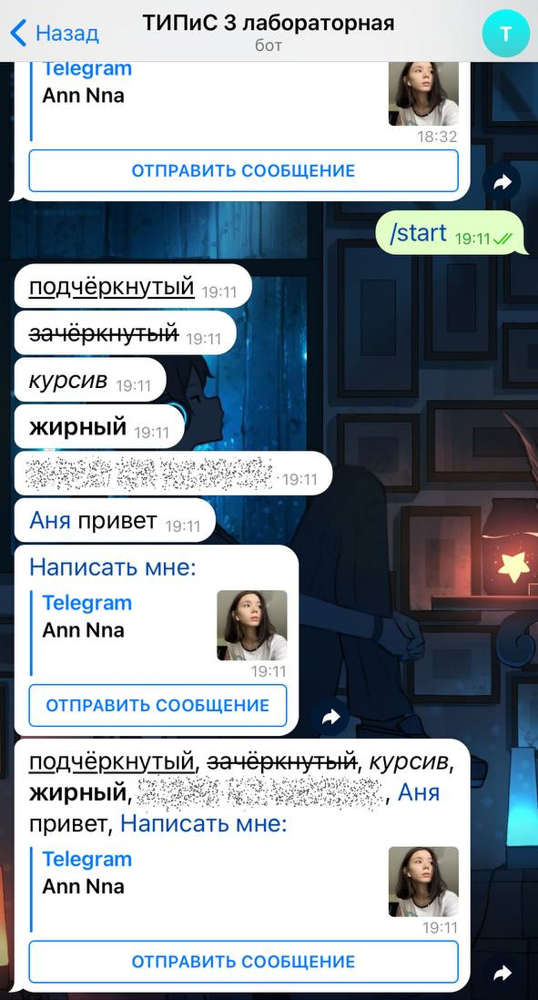 Назад
ТИПиС 3 лабораторная
бот
Т
Telegram
Ann Nna
18:32
ОТПРАВИТЬ СООБЩЕНИЕ
/start 19:11
подчёркнутый 19:11
зачёркнутый 19:11
курсив 19:11
жирный 19:11
19:11
Аня привет 19:11
Написать мне:
Telegram
Ann Nna
19:11
ОТПРАВИТЬ СООБЩЕНИЕ
подчёркнутый, зачёркнутый, курсив,
жирный, , Аня
привет, Написать мне:
Telegram
Ann Nna
19:11
ОТПРАВИТЬ СООБЩЕНИЕ